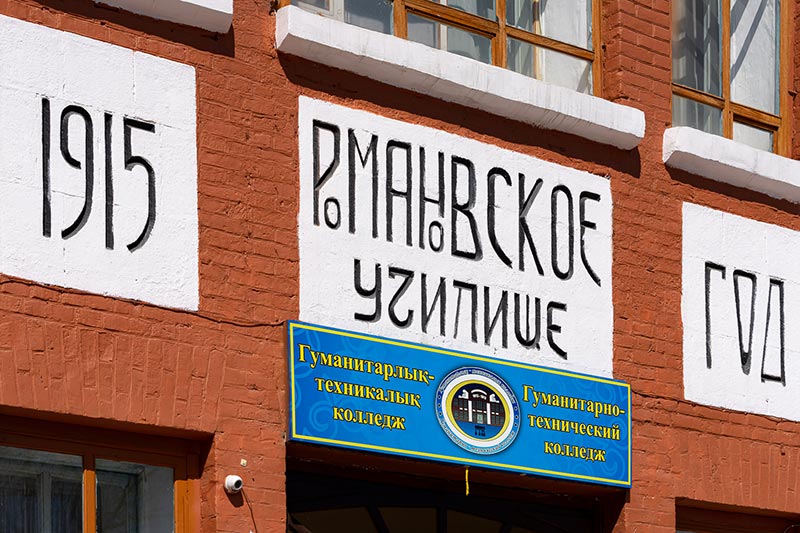 1915
РОМАНОВСКОЕ
УЧИЛИЩЕ
ГОД
Гуманитарлық-
техникалық
колледж
Гуманитарно-
технический
колледж